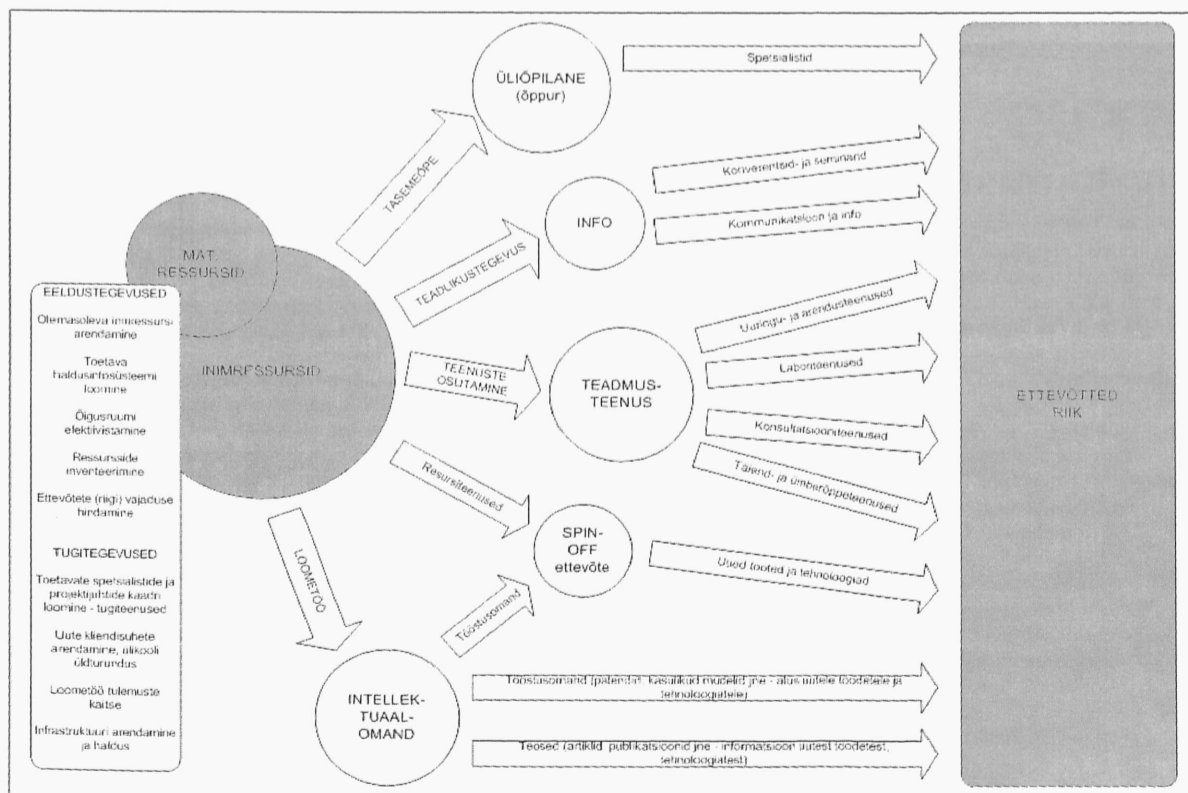 ÜLIÕPILANE
(õppur)
Spetsialistid
TASEMEÕPE
Konverentsid- ja seminarid
INFO
Kommunikatsioon ja info
TEADLIKUSTEGEVUS
MAT.
RESSURSID
INIMRESSURSID
EELDUSTEGEVUSED
Olemasoleva inimressursi
arendamine
Toetava
haldusinfosüsteemi
loomine
Õigusruumi
efektiivistamine
Ressursside
inventeerimine
Ettevõtete (riigi) vajaduse
hindamine
TUGITEGEVUSED
Toetavate spetsialistide ja
projektijuhtide kaadri
loomine - tugiteenused
Uute kliendisuhete
arendamine, ülikooli
üldturundus
Loometöö tulemuste
kaitse
Infrastruktuuri arendamine
ja haldus
TEENUSTE
OSUTAMINE
TEADMUS-
TEENUS
Uuringu- ja arendusteenused
Laboriteenused
Konsultatsiooniteenused
Täiend- ja ümberõppeteenused
Resursiteenused
SPIN-
OFF
ettevõte
Uued tooted ja tehnoloogiad
LOOMETÖÖ
Tööstusomand
INTELLEK-
TUAAL-
OMAND
Tööstusomand (patendid, kasulikud mudelid jne - alus uutele toodetele ja
tehnoloogiatele)
Teosed (artiklid, publikatsioonid jne - informatsioon uutest toodetest,
tehnoloogiatest)
ETTEVÕTTED
RIIK